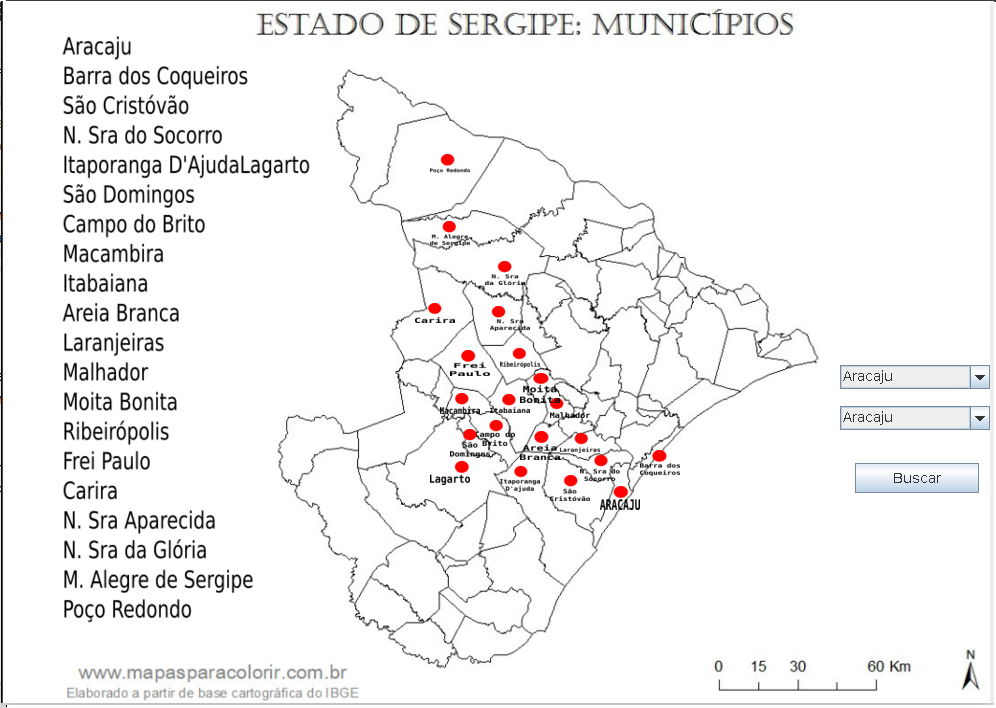 ESTADO DE SERGIPE: MUNICÍPIOS
Aracaju
Barra dos Coqueiros
São Cristóvão
N. Sra do Socorro
Itaporanga D'AjudaLagarto
São Domingos
Campo do Brito
Macambira
Itabaiana
Areia Branca
Laranjeiras
Malhador
Moita Bonita
Ribeirópolis
Frei Paulo
Carira
N. Sra Aparecida
N. Sra da Glória
M. Alegre de Sergipe
Poço Redondo
Poço Redondo
M. Alegre
de Sergipe
N. Sra
da Glória
Carira
N. Sra
Aparecida
Frei
Paulo
Ribeirópolis
Moita
Bonita
Macambira
Itabaiana
Malhador
Campo do
Brito
São
Domingos
Areia
Branca
Laranjeiras
Lagarto
Itaporanga
D'ajuda
N. Sra do
Socorro
Barra dos
Coqueiros
São
Cristóvão
ARACAJU
Aracaju
Aracaju
Buscar
www.mapasparacolorir.com.br
Elaborado a partir de base cartográfica do IBGE
0 15 30 60 Km
N